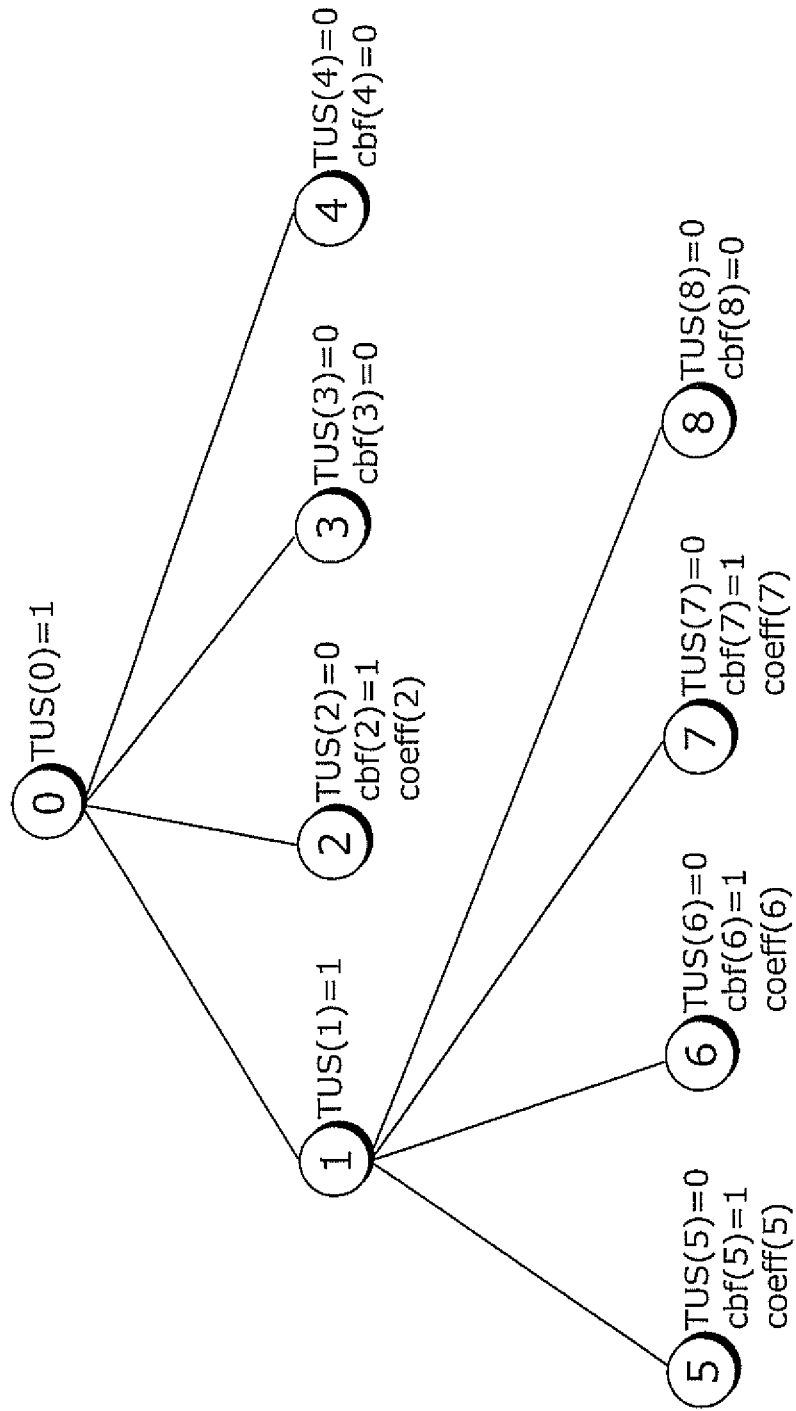 0
TUS(0)=1
1
TUS(1)=1
2
TUS(2)=0
cbf(2)=1
coeff(2)
3
TUS(3)=0
cbf(3)=0
4
TUS(4)=0
cbf(4)=0
5
TUS(5)=0
cbf(5)=1
coeff(5)
6
TUS(6)=0
cbf(6)=1
coeff(6)
7
TUS(7)=0
cbf(7)=1
coeff(7)
8
TUS(8)=0
cbf(8)=0